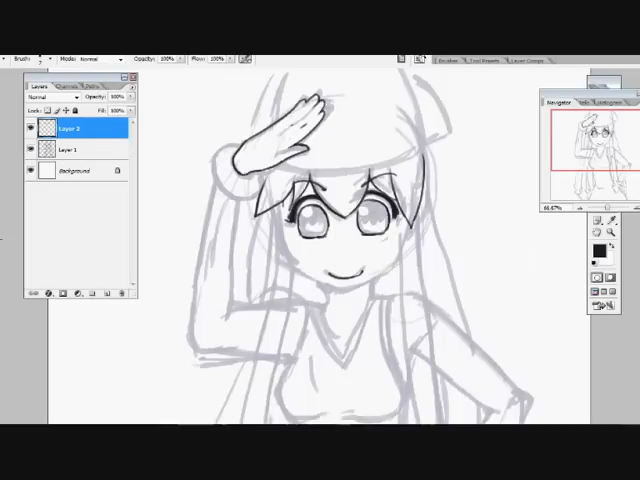 Brush: Mode: Normal Opacity: 100% Flow: 100%
Brushes Tool Presets Layer Comps
Layers Channels Paths
Normal Opacity: 100%
Lock: Fill: 100%
Layer 2
Layer 1
Background
Navigator Histogram
66.67%